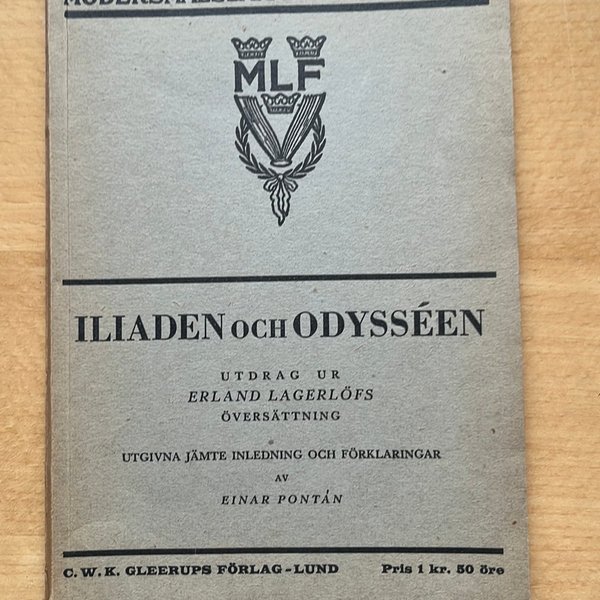 MLF
ILIADEN OCH ODYSSÉEN
UTDRAG UR
ERLAND LAGERLÖFS
ÖVERSÄTTNING
UTGIVNA JÄMTE INLEDNING OCH FÖRKLARINGAR
AV
EINAR PONTÁN
C. W. K. GLEERUPS FÖRLAG - LUND Pris 1 kr. 50 öre